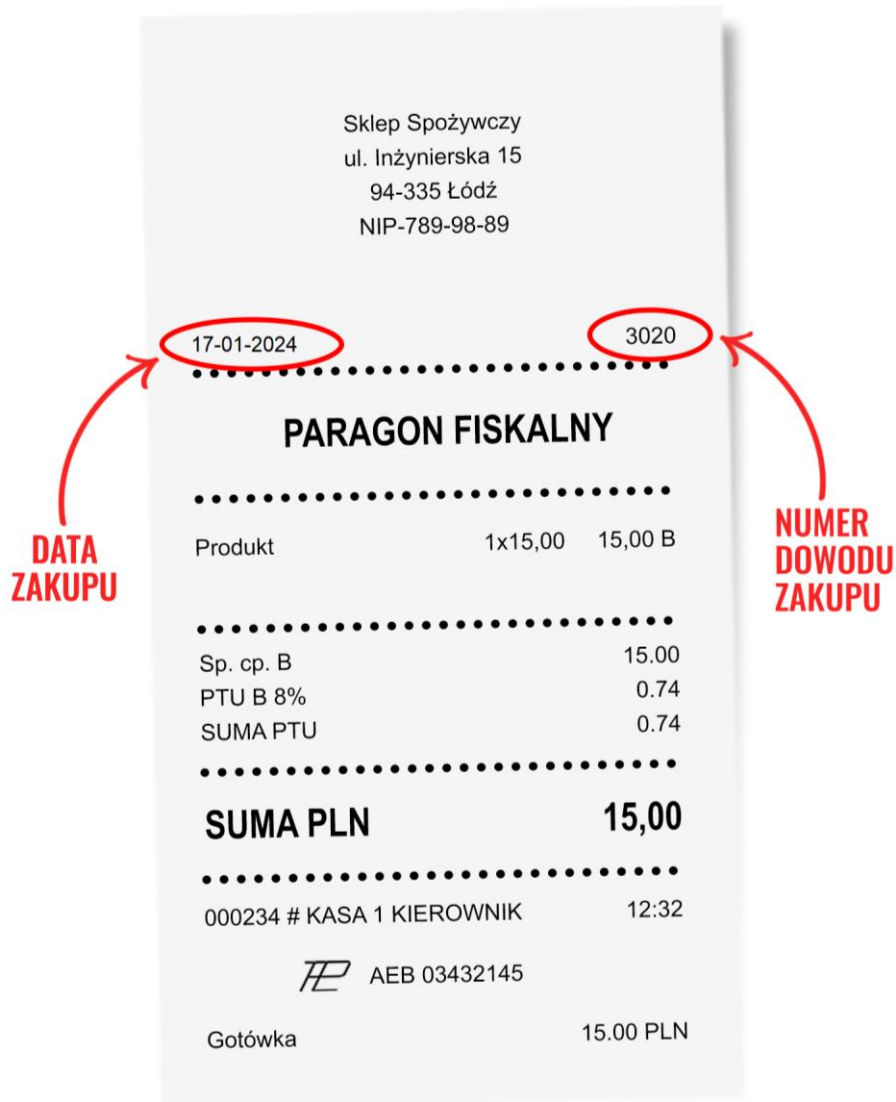 Sklep Spożywczy
ul. Inżynierska 15
94-335 Łódź
NIP-789-98-89
17-01-2024 3020
PARAGON FISKALNY
DATA
ZAKUPU
NUMER
DOWODU
ZAKUPU
Produkt 1x15,00 15,00 B
Sp. cp. B 15.00
PTU B 8% 0.74
SUMA PTU 0.74
SUMA PLN 15,00
000234 # KASA 1 KIEROWNIK 12:32
AEB 03432145
Gotówka 15.00 PLN